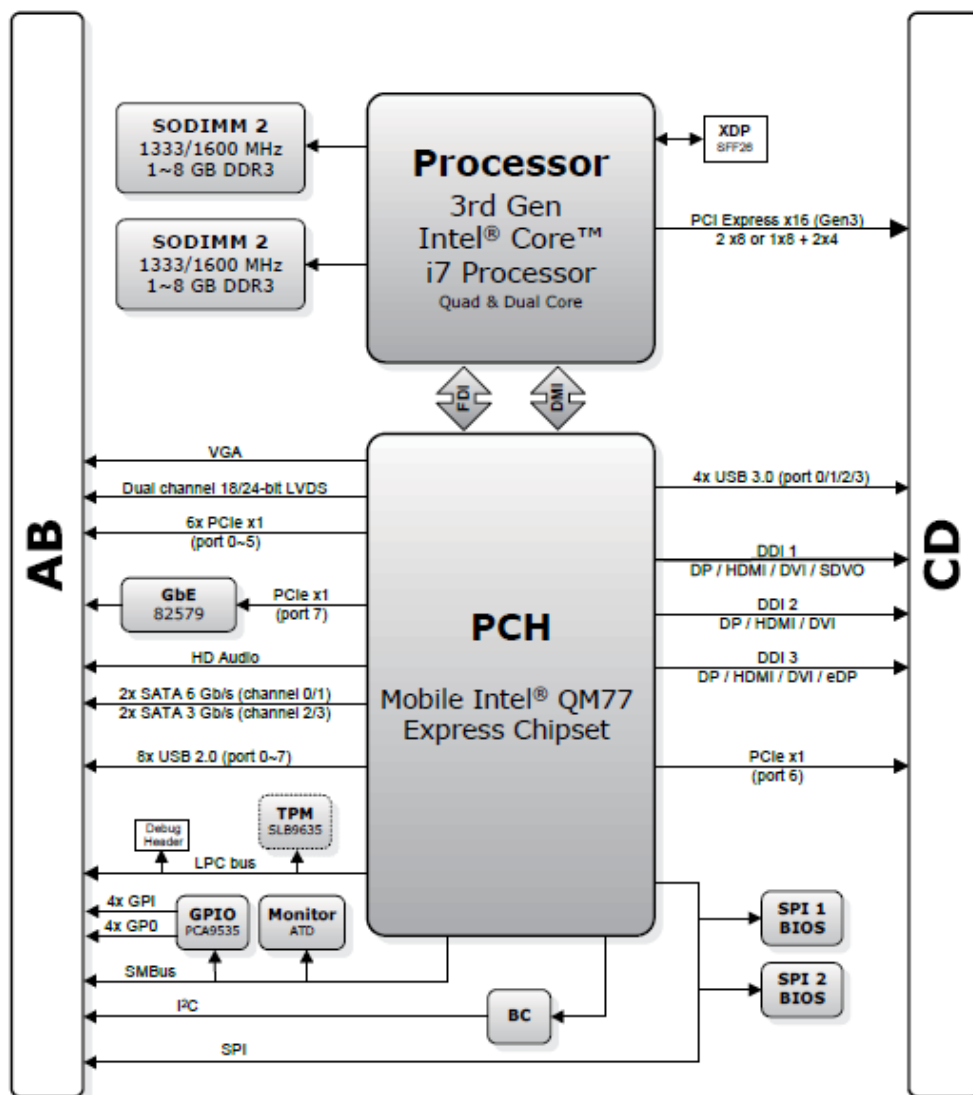 AB
CD
SODIMM 2
1333/1600 MHz
1~8 GB DDR3
SODIMM 2
1333/1600 MHz
1~8 GB DDR3
Processor
3rd Gen
Intel® Core™
i7 Processor
Quad & Dual Core
XDP
SFF26
PCI Express x16 (Gen3)
2 x8 or 1x8 + 2x4
FDI
DMI
VGA
Dual channel 18/24-bit LVDS
6x PCIe x1
(port 0~5)
GbE
82579
PCIe x1
(port 7)
HD Audio
2x SATA 6 Gb/s (channel 0/1)
2x SATA 3 Gb/s (channel 2/3)
8x USB 2.0 (port 0~7)
PCH
Mobile Intel® QM77
Express Chipset
4x USB 3.0 (port 0/1/2/3)
DDI 1
DP / HDMI / DVI / SDVO
DDI 2
DP / HDMI / DVI
DDI 3
DP / HDMI / DVI / eDP
PCIe x1
(port 6)
Debug
Header
TPM
SLB9635
LPC bus
4x GPI
4x GP0
GPIO
PCA9535
Monitor
ATD
SMBus
I²C
BC
SPI
SPI 1
BIOS
SPI 2
BIOS